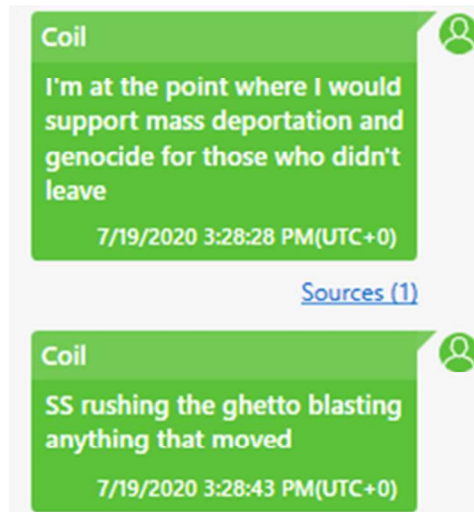 Coil
I'm at the point where I would
support mass deportation and
genocide for those who didn't
leave
7/19/2020 3:28:28 PM(UTC+0)
Sources (1)
Coil
SS rushing the ghetto blasting
anything that moved
7/19/2020 3:28:43 PM(UTC+0)